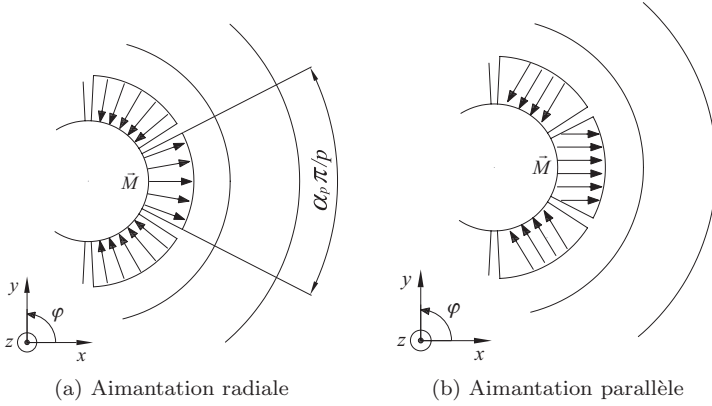 M⃗
α_p π/p
y
φ
z
x
(a) Aimantation radiale
M⃗
y
φ
z
x
(b) Aimantation parallèle